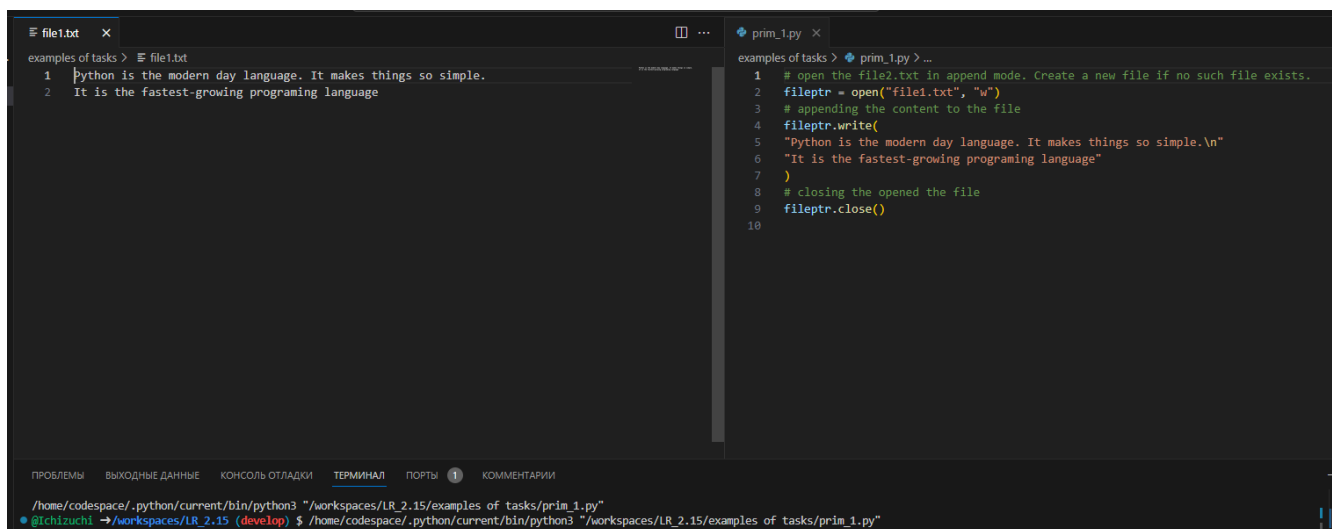 file1.txt
examples of tasks > file1.txt
1 Python is the modern day language. It makes things so simple.
2 It is the fastest-growing programing language
prim_1.py
examples of tasks > prim_1.py > ...
1 # open the file2.txt in append mode. Create a new file if no such file exists.
2 fileptr = open("file1.txt", "w")
3 # appending the content to the file
4 fileptr.write(
5 "Python is the modern day language. It makes things so simple.\n"
6 "It is the fastest-growing programing language"
7 )
8 # closing the opened the file
9 fileptr.close()
10
ПРОБЛЕМЫ ВЫХОДНЫЕ ДАННЫЕ КОНСОЛЬ ОТЛАДКИ ТЕРМИНАЛ ПОРТЫ 1 КОММЕНТАРИИ
/home/codespace/.python/current/bin/python3 "/workspaces/LR_2.15/examples of tasks/prim_1.py"
@Ichizuchi →/workspaces/LR_2.15 (develop) $ /home/codespace/.python/current/bin/python3 "/workspaces/LR_2.15/examples of tasks/prim_1.py"